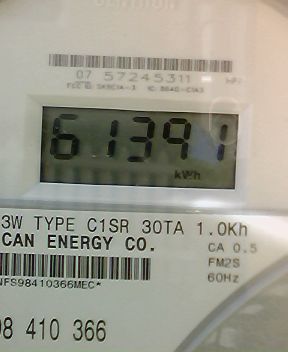 07 57245311
61391
kWh
3W TYPE C1SR 30TA 1.0Kh
CAN ENERGY CO.
CA 0.5
FM2S
60Hz
NFS98410366MEC*
98 410 366